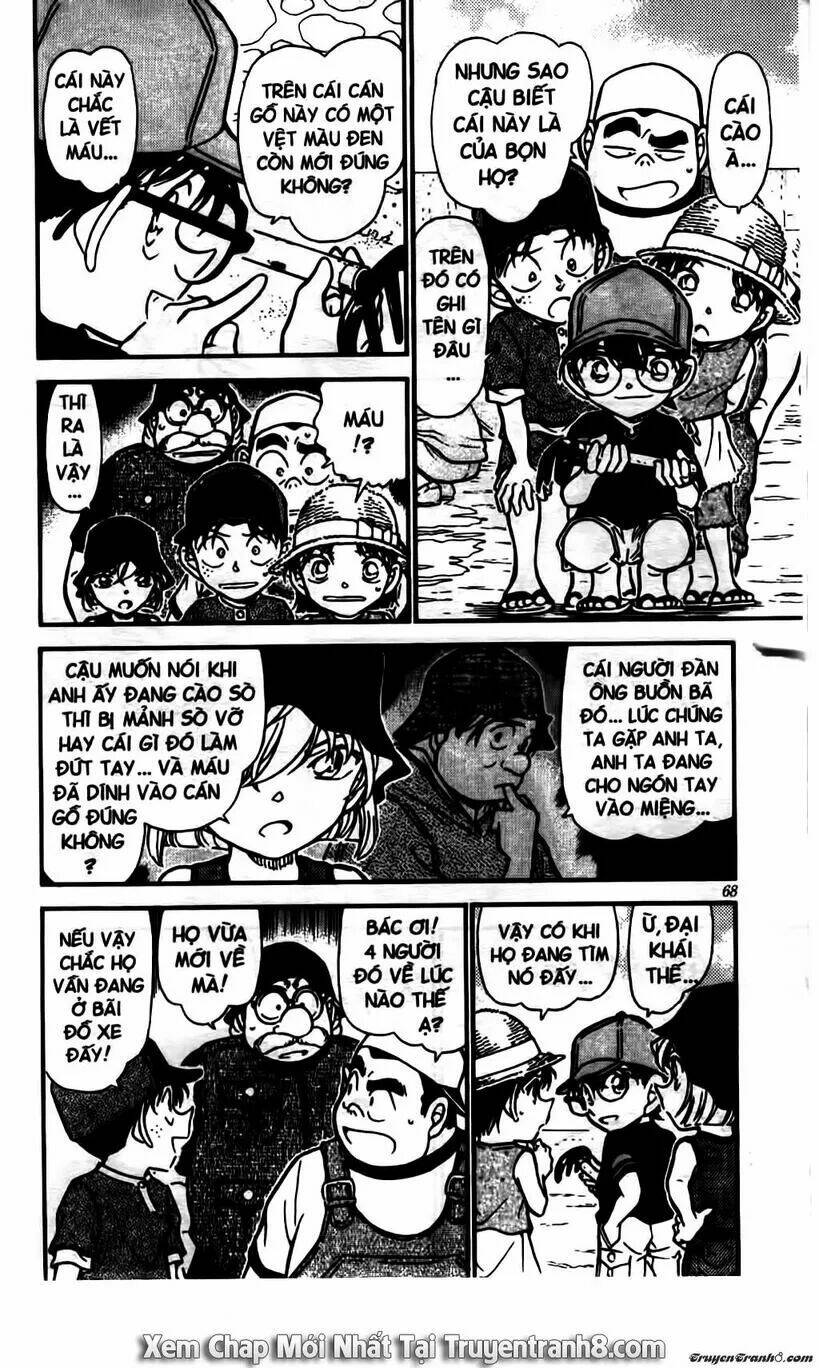 CÁI
CÀO
À...
NHƯNG SAO
CẬU BIẾT
CÁI NÀY LÀ
CỦA BỌN
HỌ?
TRÊN
ĐÓ CÓ
GHI
TÊN GÌ
ĐÂU
...
TRÊN CÁI CÁN
GỖ NÀY CÓ MỘT
VỆT MÀU ĐEN
CÒN MỚI ĐÚNG
KHÔNG?
CÁI NÀY
CHẮC
LÀ VẾT
MÁU...
MÁU
!?
THÌ
RA
LÀ
VẬY
...
CÁI NGƯỜI ĐÀN
ÔNG BUỒN BÃ
ĐÓ... LÚC CHÚNG
TA GẶP ANH TA,
ANH TA ĐANG
CHO NGÓN TAY
VÀO MIỆNG...
CẬU MUỐN NÓI KHI
ANH ẤY ĐANG CÀO SÒ
THÌ BỊ MẢNH SÒ VỠ
HAY CÁI GÌ ĐÓ LÀM
ĐỨT TAY... VÀ MÁU
ĐÃ DÍNH VÀO CÁN
GỖ ĐÚNG
KHÔNG
?
68
Ừ, ĐẠI
KHÁI
THẾ...
VẬY CÓ KHI
HỌ ĐANG TÌM
NÓ ĐẤY...
BÁC ƠI!
4 NGƯỜI
ĐÓ VỀ LÚC
NÀO THẾ
Ạ?
HỌ VỪA
MỚI VỀ
MÀ!
NẾU VẬY
CHẮC HỌ
VẪN ĐANG
Ở BÃI
ĐỖ XE
ĐẤY!
Xem Chap Mới Nhất Tại Truyentranh8.com
TruyenTranh8.com